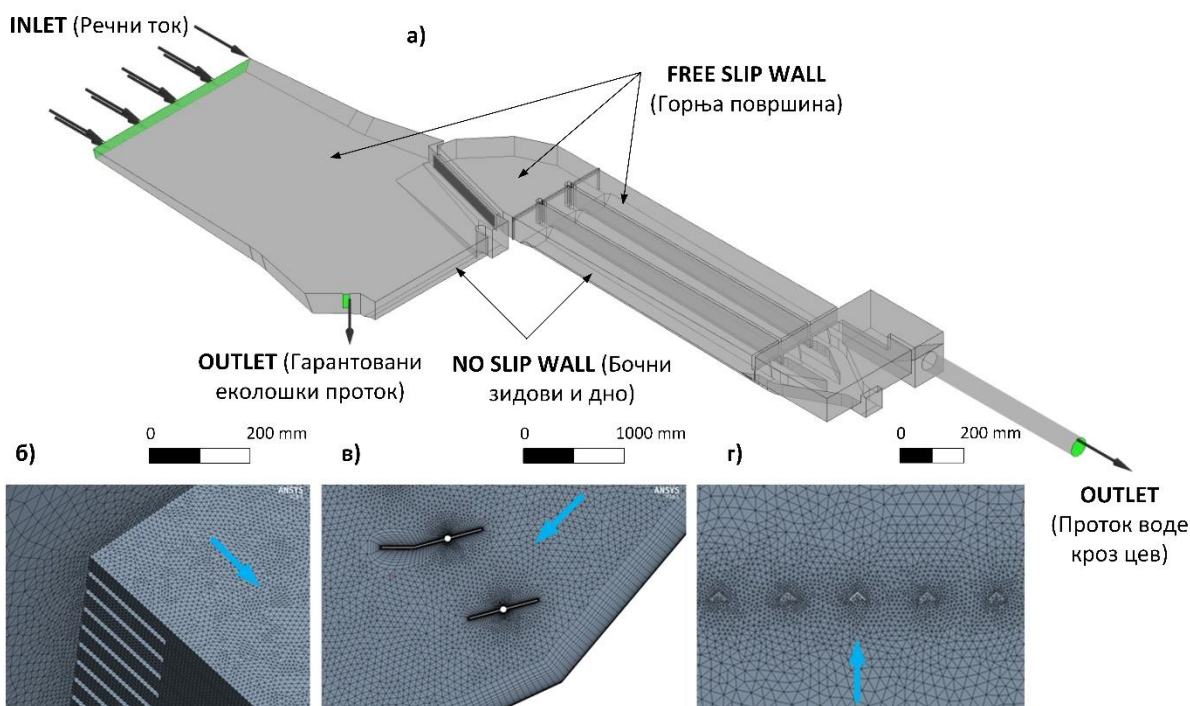 INLET (Речни ток)
а)
FREE SLIP WALL
(Горња површина)
OUTLET (Гарантовани
еколошки проток)
NO SLIP WALL (Бочни
зидови и дно)
б)
0 200 mm
в)
0 1000 mm
г)
0 200 mm
OUTLET
(Проток воде
кроз цев)
ANSYS
ANSYS